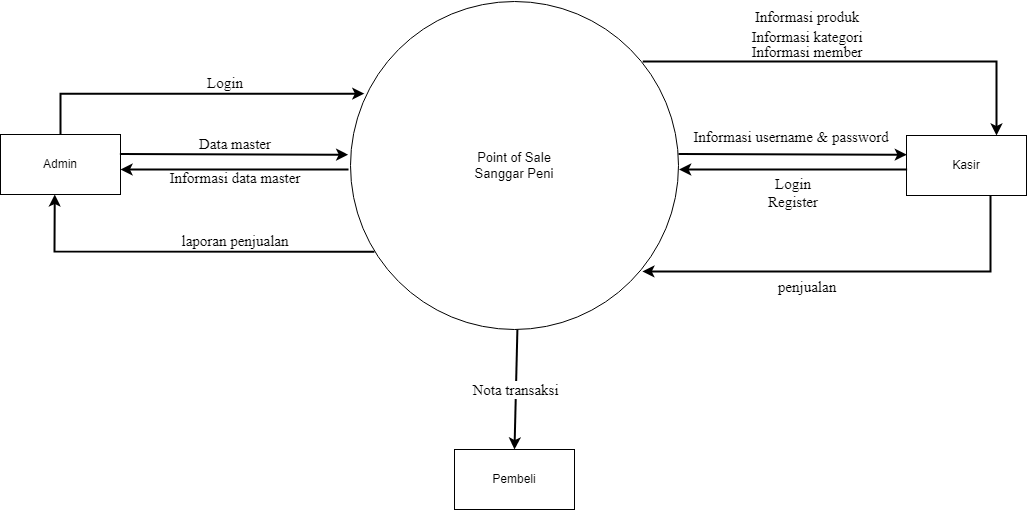 Informasi produk
Informasi kategori
Informasi member
Login
Data master
Informasi data master
laporan penjualan
Admin
Point of Sale
Sanggar Peni
Informasi username & password
Login
Register
Kasir
penjualan
Nota transaksi
Pembeli